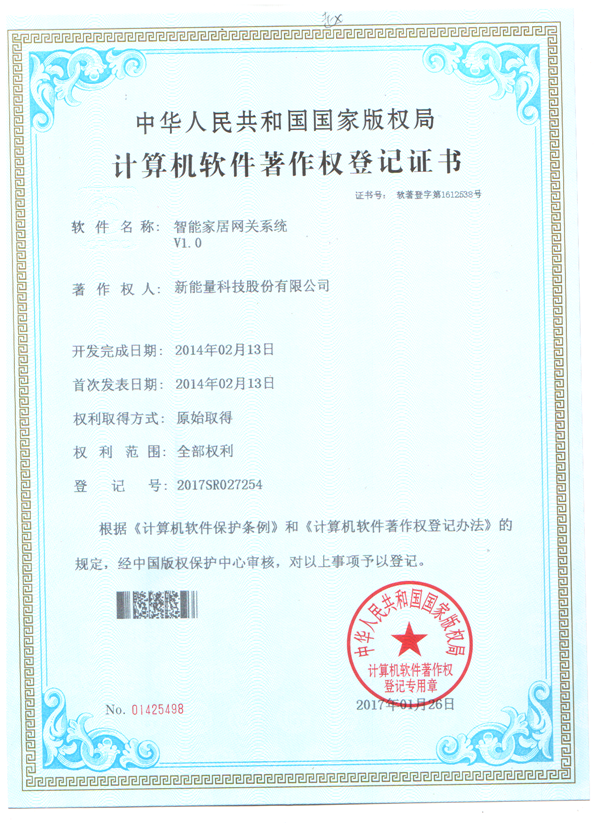 中华人民共和国国家版权局
计算机软件著作权登记证书
证书号： 软著登字第1612538号
软件名称： 智能家居网关系统
V1.0
著作权人： 新能量科技股份有限公司
开发完成日期： 2014年02月13日
首次发表日期： 2014年02月13日
权利取得方式： 原始取得
权利范围： 全部权利
登记号： 2017SR027254
根据《计算机软件保护条例》和《计算机软件著作权登记办法》的
规定，经中国版权保护中心审核，对以上事项予以登记。
中华人民共和国国家版权局
计算机软件著作权
登记专用章
No. 01425498
2017年01月26日